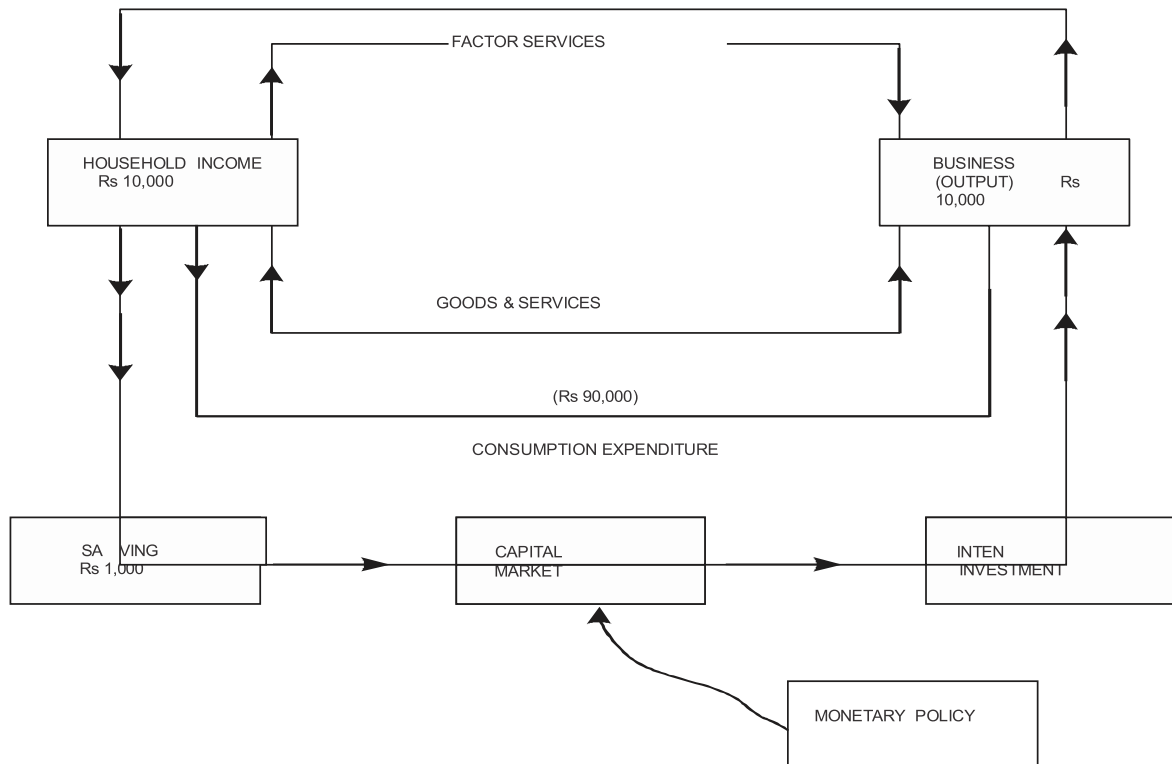 FACTOR SERVICES
HOUSEHOLD INCOME
Rs 10,000
BUSINESS
(OUTPUT) Rs
10,000
GOODS & SERVICES
(Rs 90,000)
CONSUMPTION EXPENDITURE
SA VING
Rs 1,000
CAPITAL
MARKET
INTEN
INVESTMENT
MONETARY POLICY